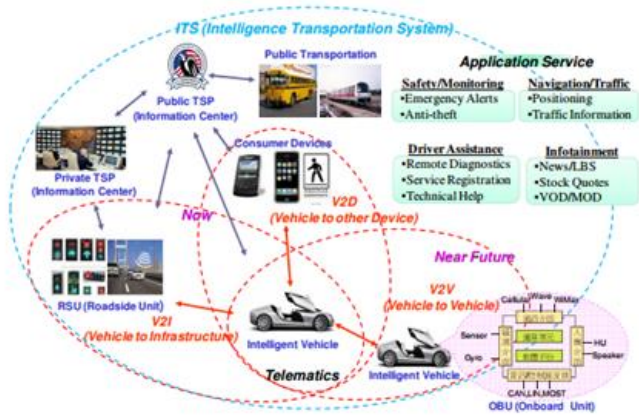 ITS (Intelligence Transportation System)
Public Transportation
Public TSP
(Information Center)
Application Service
Safety/Monitoring
▪Emergency Alerts
▪Anti-theft
Navigation/Traffic
▪Positioning
▪Traffic Information
Driver Assistance
▪Remote Diagnostics
▪Service Registration
▪Technical Help
Infotainment
▪News/LBS
▪Stock Quotes
▪VOD/MOD
Consumer Devices
Private TSP
(Information Center)
Now
V2D
(Vehicle to other Device)
Near Future
RSU (Roadside Unit)
V2I
(Vehicle to Infrastructure)
V2V
(Vehicle to Vehicle)
Intelligent Vehicle
Telematics
Intelligent Vehicle
Cellular
Wave
WiMax
Sensor
Gyro
HU
Speaker
CAN,LIN,MOST
OBU (Onboard Unit)